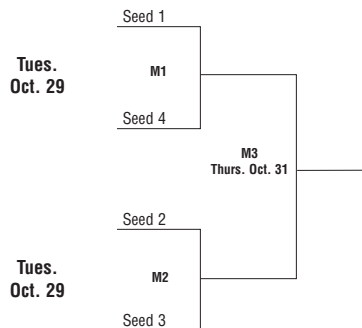 Seed 1
Tues.
Oct. 29
M1
Seed 4
M3
Thurs. Oct. 31
Seed 2
Tues.
Oct. 29
M2
Seed 3